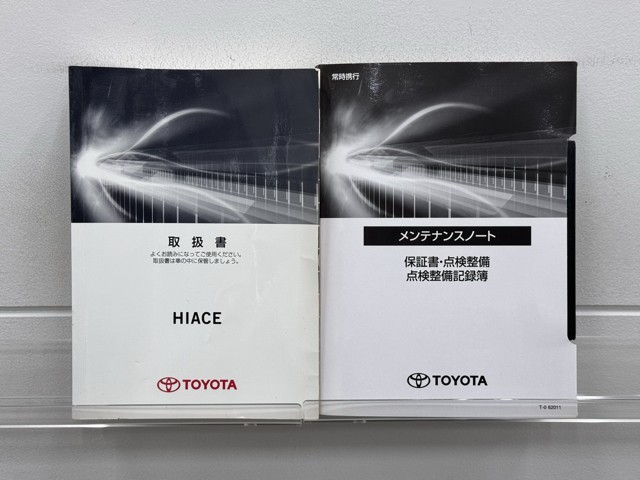 取扱書
よくお読みになってご使用ください。
取扱書は車の中に保管しましょう。
HIACE
TOYOTA
常時携行
メンテナンスノート
保証書・点検整備
点検整備記録簿
TOYOTA
T-0 62011